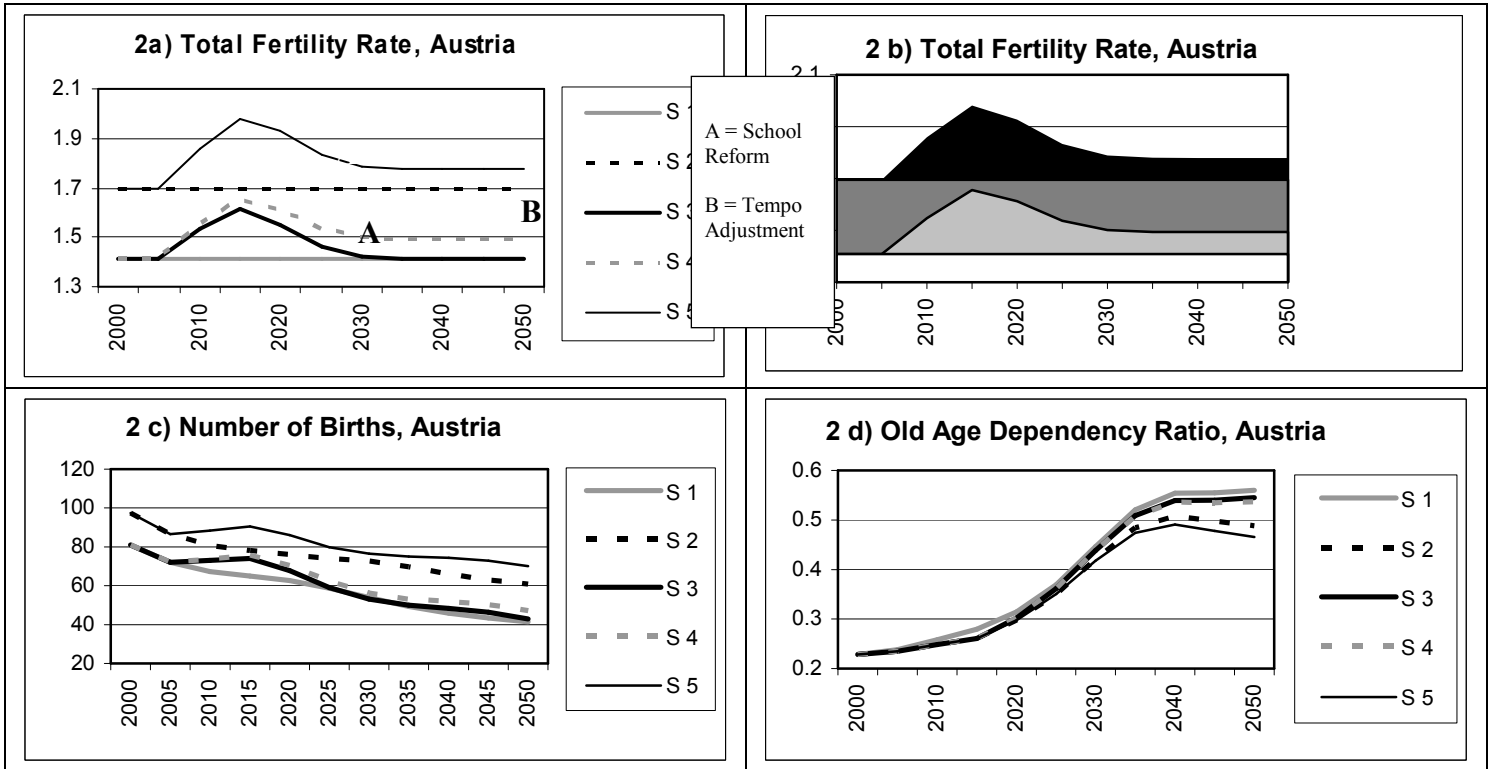 2a) Total Fertility Rate, Austria
2.1
1.9
1.7
1.5
1.3
2000
2010
2020
2030
2040
2050
A
B
S
S
S
S
S
A = School
Reform
B = Tempo
Adjustment
2 b) Total Fertility Rate, Austria
2.1
2010
2020
2030
2040
2050
2 c) Number of Births, Austria
120
100
80
60
40
20
2000
2005
2010
2015
2020
2025
2030
2035
2040
2045
2050
S 1
S 2
S 3
S 4
S 5
2 d) Old Age Dependency Ratio, Austria
0.6
0.5
0.4
0.3
0.2
2000
2010
2020
2030
2040
2050
S 1
S 2
S 3
S 4
S 5